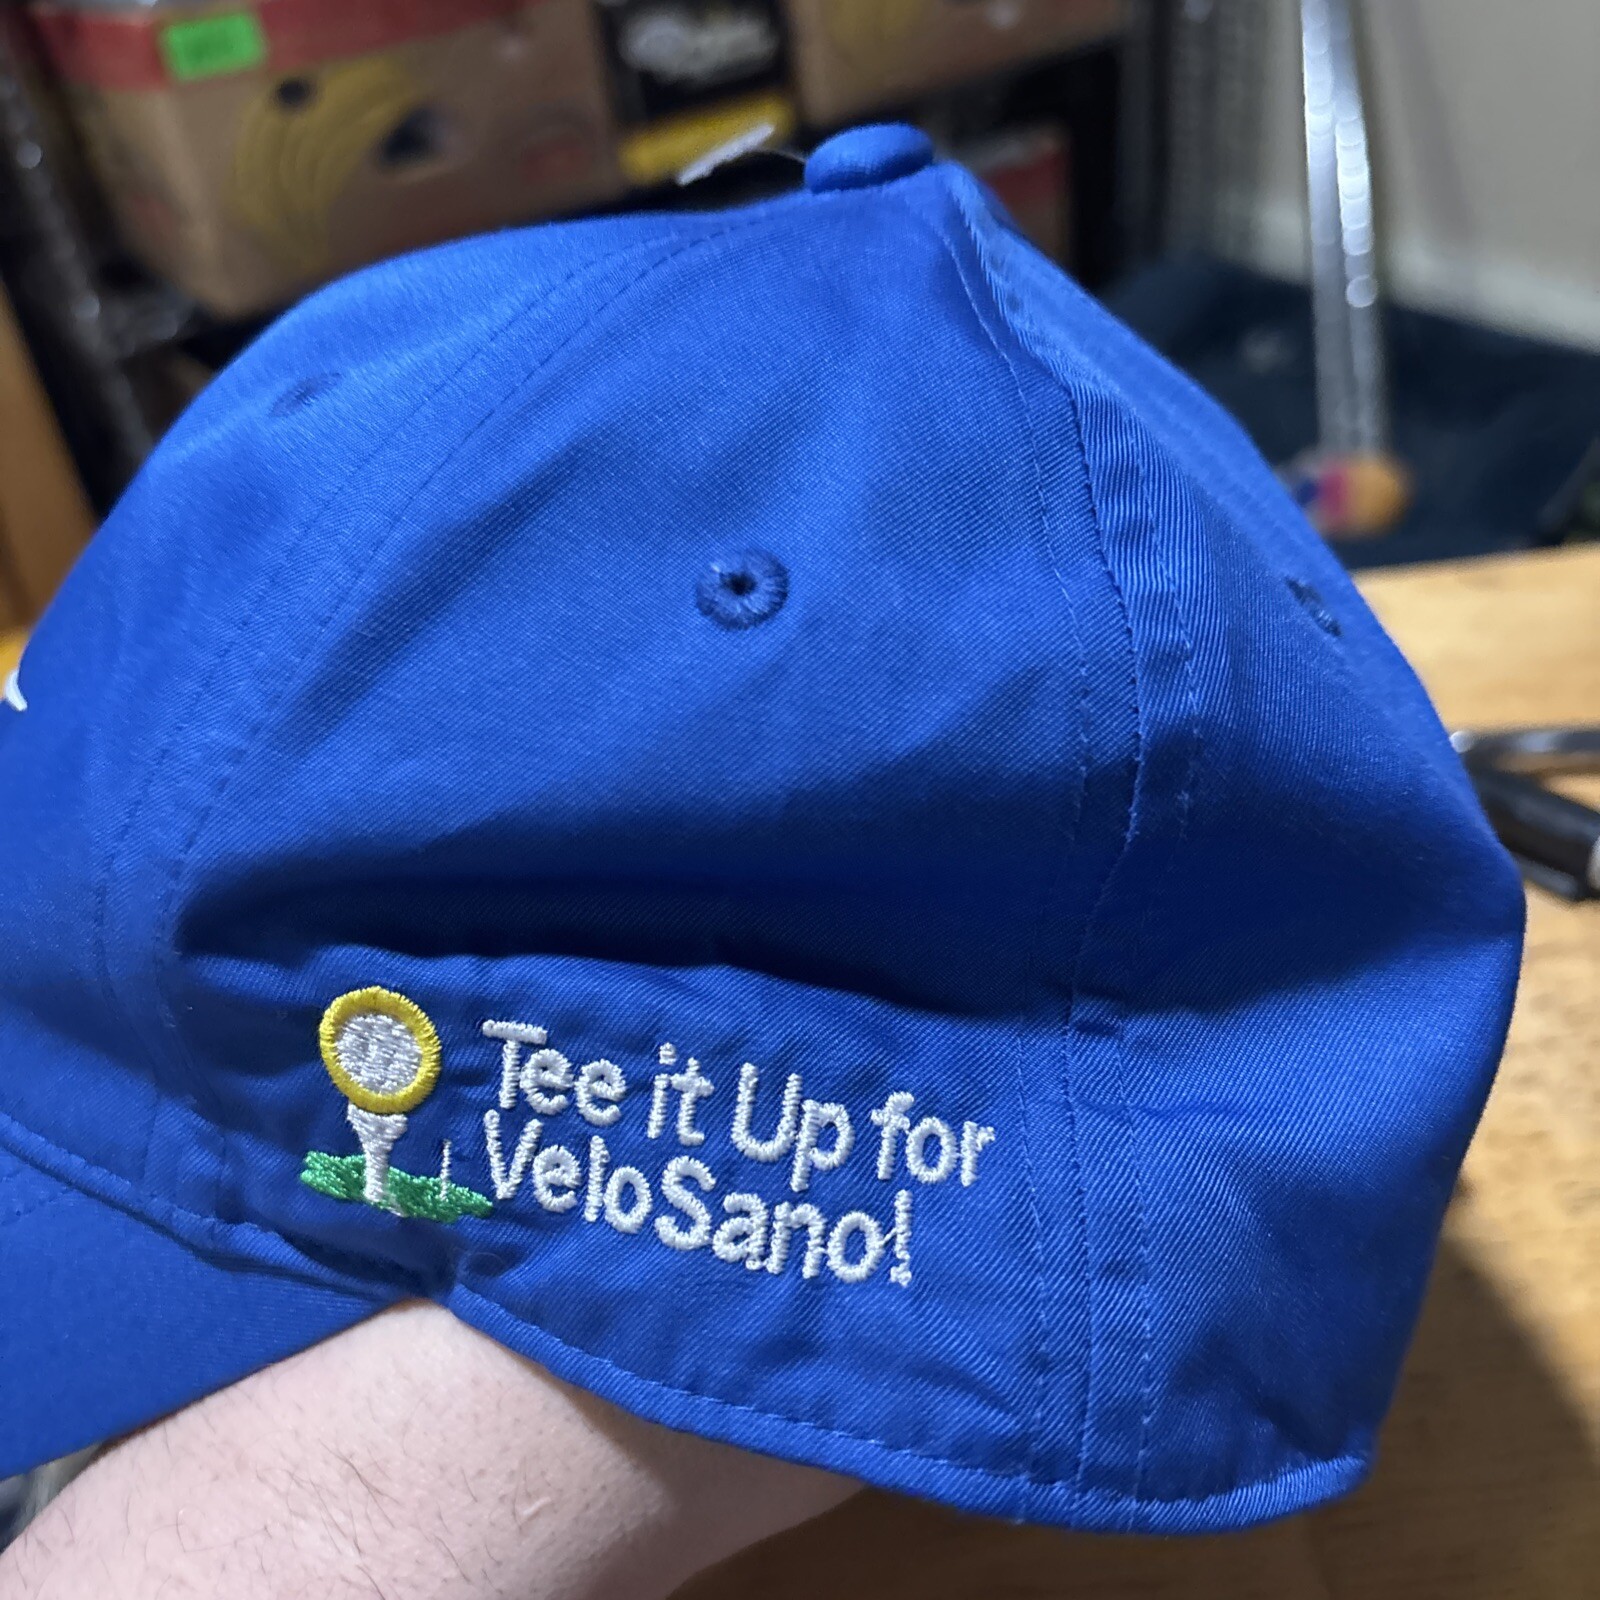 Tee it Up for
VeloSano!